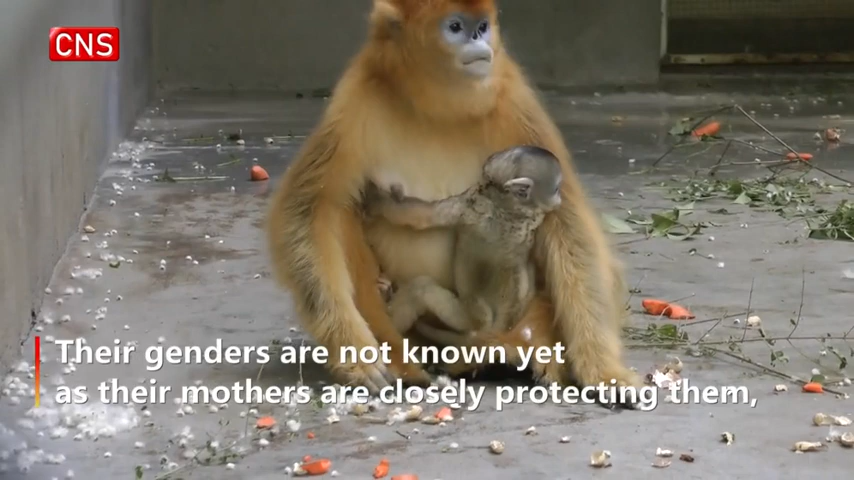 CNS
Their genders are not known yet
as their mothers are closely protecting them,